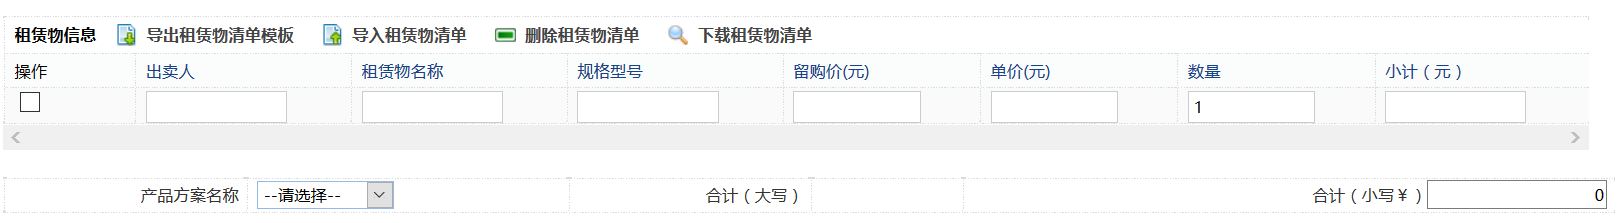 租赁物信息 导出租赁物清单模板 导入租赁物清单 删除租赁物清单 下载租赁物清单
操作 出卖人 租赁物名称 规格型号 留购价(元) 单价(元) 数量 小计（元）
1
产品方案名称 --请选择-- 合计（大写） 合计（小写￥） 0